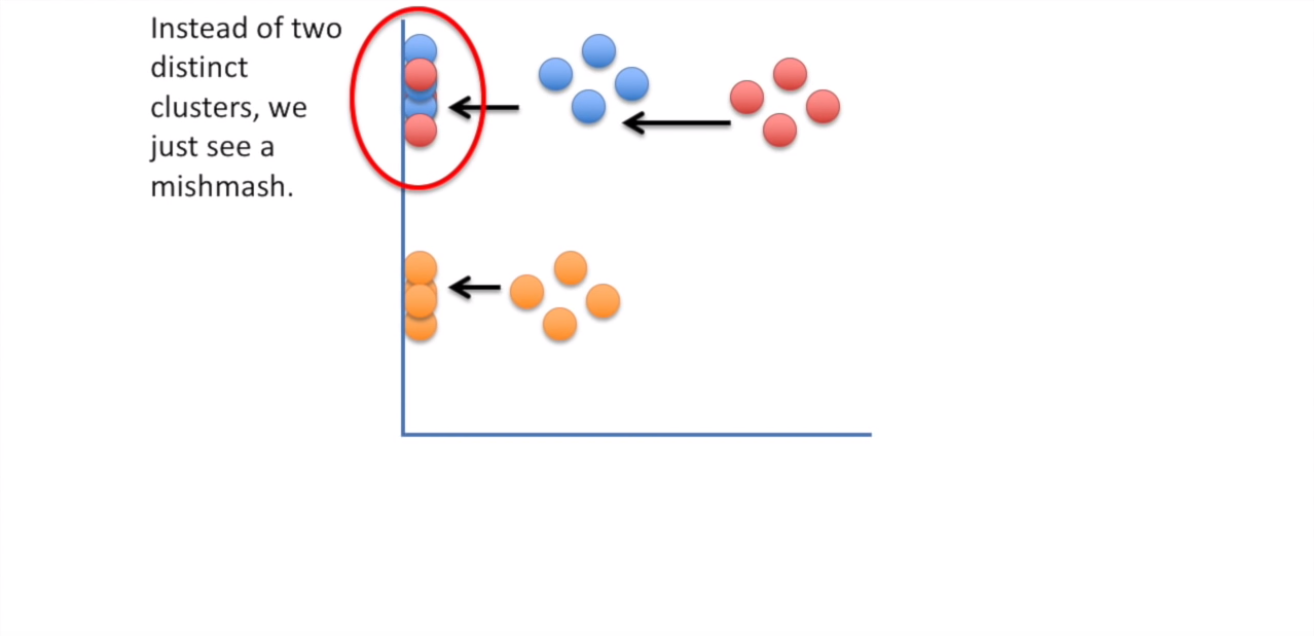 Instead of two
distinct
clusters, we
just see a
mishmash.